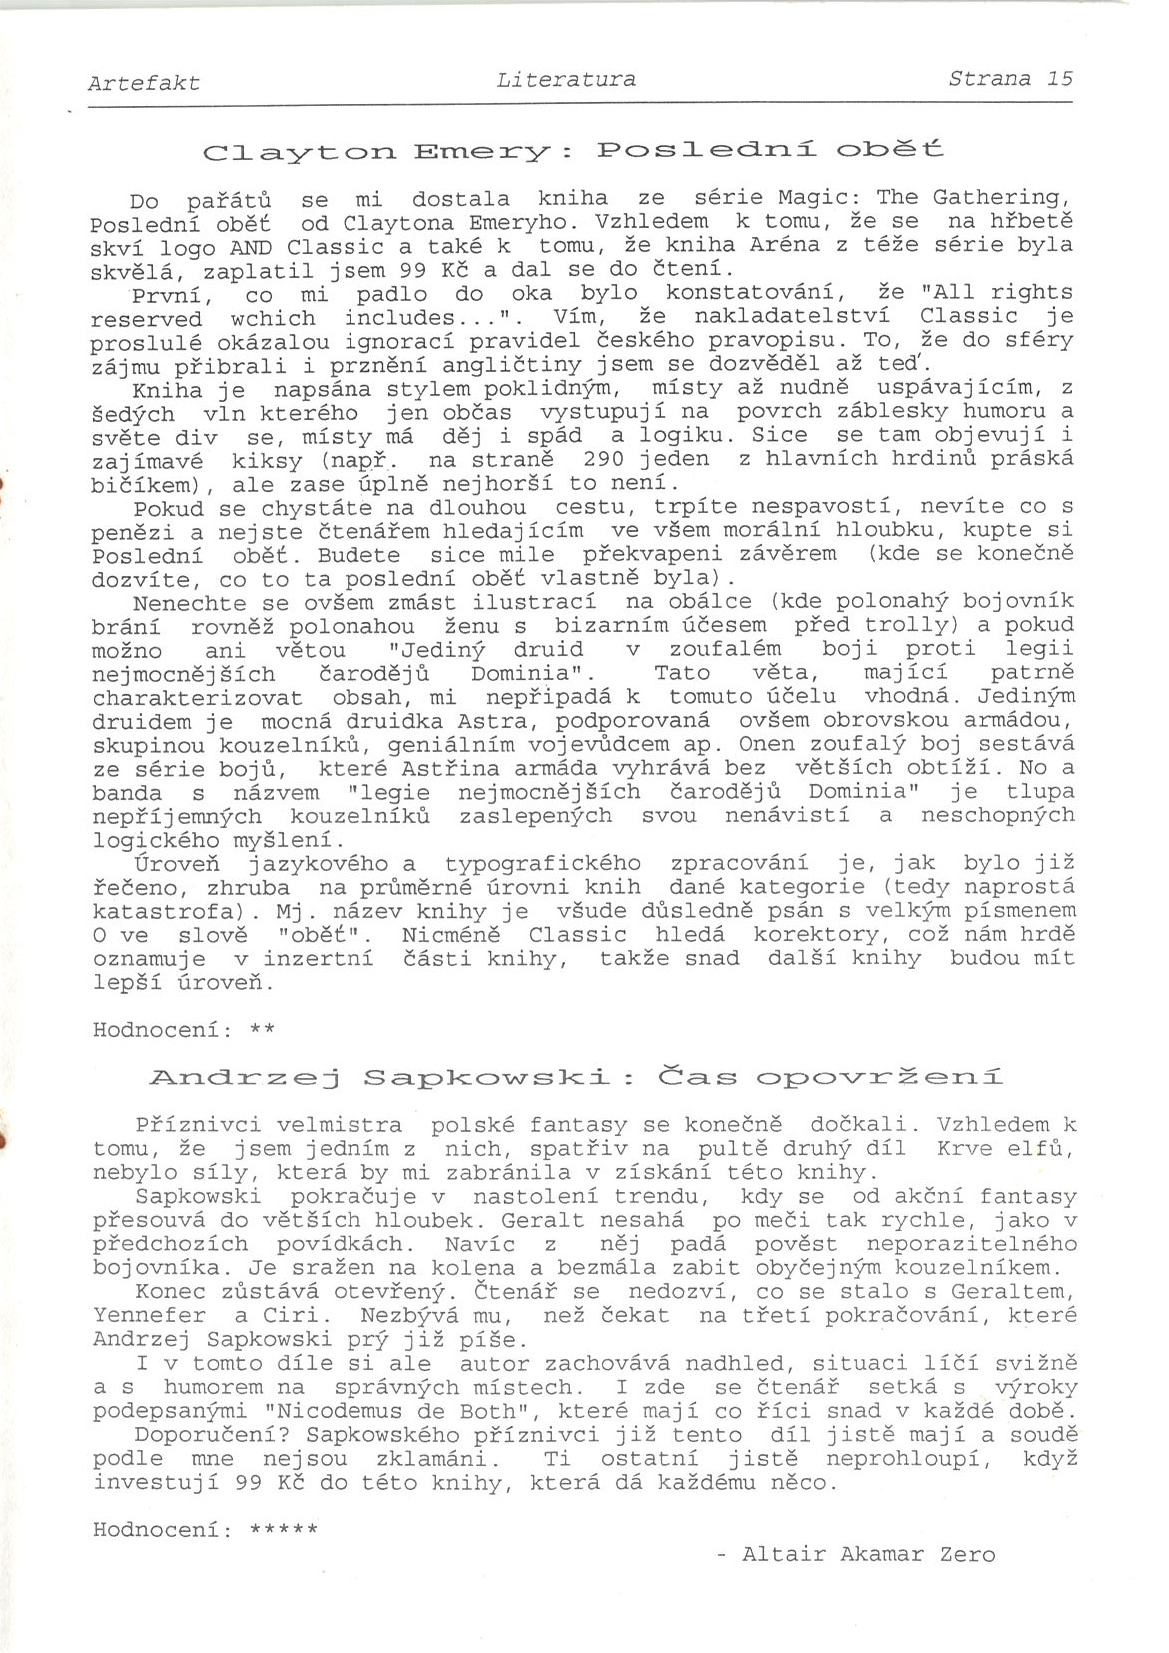 Artefakt Literatura Strana 15
Clayton Emery: Poslední oběť
Do pařátů se mi dostala kniha ze série Magic: The Gathering,
Poslední oběť od Claytona Emeryho. Vzhledem k tomu, že se na hřbetě
skví logo AND Classic a také k tomu, že kniha Aréna z téže série byla
skvělá, zaplatil jsem 99 Kč a dal se do čtení.
První, co mi padlo do oka bylo konstatování, že "All rights
reserved wchich includes...". Vím, že nakladatelství Classic je
proslulé okázalou ignorací pravidel českého pravopisu. To, že do sféry
zájmu přibrali i prznění angličtiny jsem se dozvěděl až teď.
Kniha je napsána stylem poklidným, místy až nudně uspávajícím, z
šedých vln kterého jen občas vystupují na povrch záblesky humoru a
světe div se, místy má děj i spád a logiku. Sice se tam objevují i
zajímavé kiksy (např. na straně 290 jeden z hlavních hrdinů práská
bičíkem), ale zase úplně nejhorší to není.
Pokud se chystáte na dlouhou cestu, trpíte nespavostí, nevíte co s
penězi a nejste čtenářem hledajícím ve všem morální hloubku, kupte si
Poslední oběť. Budete sice mile překvapeni závěrem (kde se konečně
dozvíte, co to ta poslední oběť vlastně byla).
Nenechte se ovšem zmást ilustrací na obálce (kde polonahý bojovník
brání rovněž polonahou ženu s bizarním účesem před trolly) a pokud
možno ani větou "Jediný druid v zoufalém boji proti legii
nejmocnějších čarodějů Dominia". Tato věta, mající patrně
charakterizovat obsah, mi nepřipadá k tomuto účelu vhodná. Jediným
druidem je mocná druidka Astra, podporovaná ovšem obrovskou armádou,
skupinou kouzelníků, geniálním vojevůdcem ap. Onen zoufalý boj sestává
ze série bojů, které Astřina armáda vyhrává bez větších obtíží. No a
banda s názvem "legie nejmocnějších čarodějů Dominia" je tlupa
nepříjemných kouzelníků zaslepených svou nenávistí a neschopných
logického myšlení.
Úroveň jazykového a typografického zpracování je, jak bylo již
řečeno, zhruba na průměrné úrovni knih dané kategorie (tedy naprostá
katastrofa). Mj. název knihy je všude důsledně psán s velkým písmenem
O ve slově "oběť". Nicméně Classic hledá korektory, což nám hrdě
oznamuje v inzertní části knihy, takže snad další knihy budou mít
lepší úroveň.
Hodnocení: **
Andrzej Sapkowski: Čas opovržení
Příznivci velmistra polské fantasy se konečně dočkali. Vzhledem k
tomu, že jsem jedním z nich, spatřiv na pultě druhý díl Krve elfů,
nebylo síly, která by mi zabránila v získání této knihy.
Sapkowski pokračuje v nastolení trendu, kdy se od akční fantasy
přesouvá do větších hloubek. Geralt nesahá po meči tak rychle, jako v
předchozích povídkách. Navíc z něj padá pověst neporazitelného
bojovníka. Je sražen na kolena a bezmála zabit obyčejným kouzelníkem.
Konec zůstává otevřený. Čtenář se nedozví, co se stalo s Geraltem,
Yennefer a Ciri. Nezbývá mu, než čekat na třetí pokračování, které
Andrzej Sapkowski prý již píše.
I v tomto díle si ale autor zachovává nadhled, situaci líčí svižně
a s humorem na správných místech. I zde se čtenář setká s výroky
podepsanými "Nicodemus de Both", které mají co říci snad v každé době.
Doporučení? Sapkowského příznivci již tento díl jistě mají a soudě
podle mne nejsou zklamáni. Ti ostatní jistě neprohloupí, když
investují 99 Kč do této knihy, která dá každému něco.
Hodnocení: *****
- Altair Akamar Zero